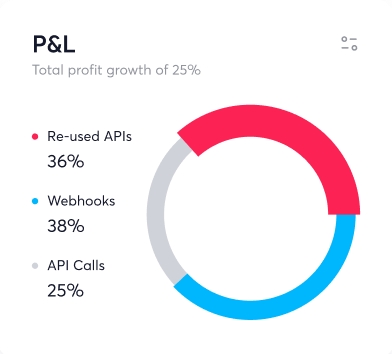 P&L
Total profit growth of 25%
Re-used APIs
36%
Webhooks
38%
API Calls
25%